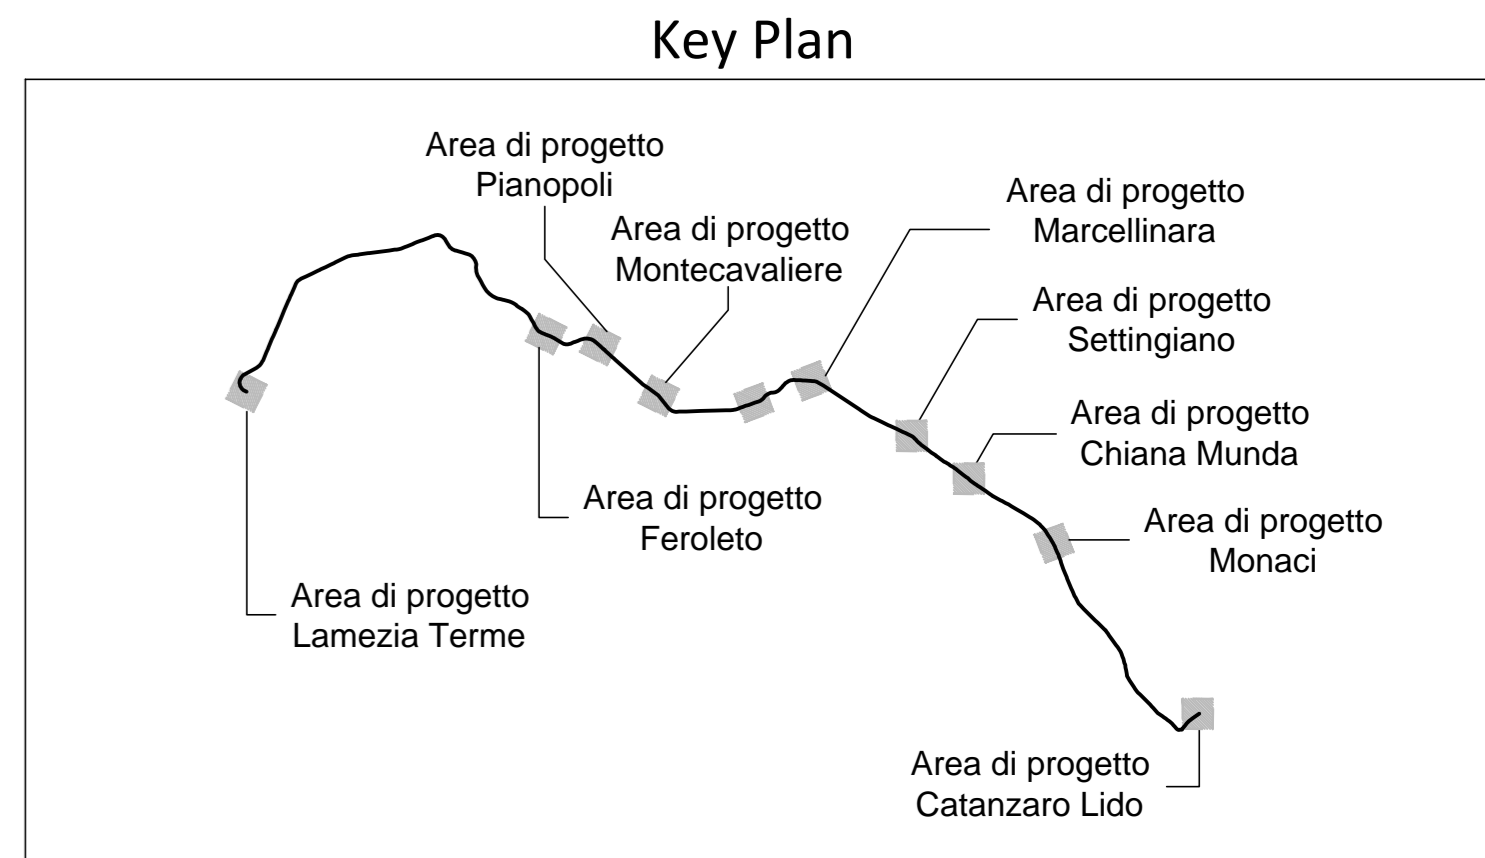 Key Plan
Area di progetto
Pianopoli
Area di progetto
Montecavaliere
Area di progetto
Marcellinara
Area di progetto
Settingiano
Area di progetto
Chiana Munda
Area di progetto
Feroleto
Area di progetto
Monaci
Area di progetto
Lamezia Terme
Area di progetto
Catanzaro Lido